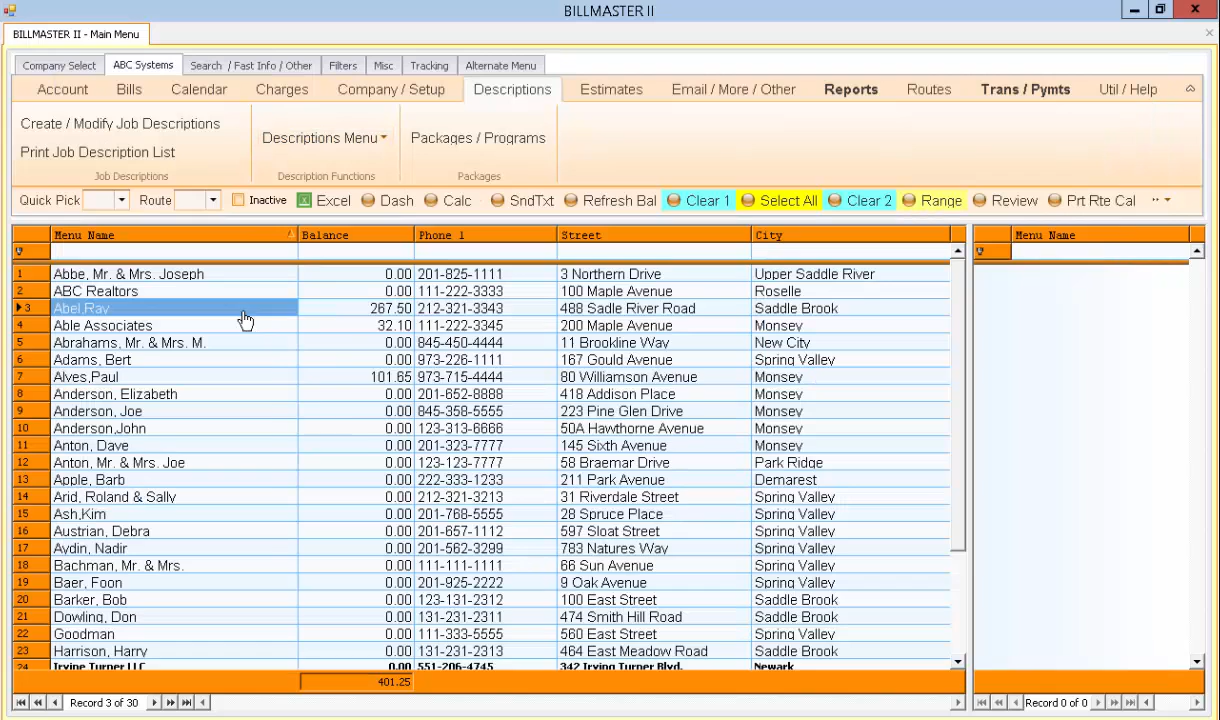 BILLMASTER II
BILLMASTER II - Main Menu
Company Select ABC Systems Search / Fast Info / Other Filters Misc Tracking Alternate Menu
Account Bills Calendar Charges Company / Setup Descriptions Estimates Email / More / Other Reports Routes Trans / Pymts Util / Help
Create / Modify Job Descriptions
Descriptions Menu Packages / Programs
Print Job Description List
Job Descriptions Description Functions Packages
Quick Pick Route Inactive Excel Dash Calc SndTxt Refresh Bal Clear 1 Select All Clear 2 Range Review Prt Rte Cal
Menu Name Balance Phone 1 Street City Menu Name
1 Abbe, Mr. & Mrs. Joseph 0.00 201-825-1111 3 Northern Drive Upper Saddle River
2 ABC Realtors 0.00 111-222-3333 100 Maple Avenue Roselle
3 Abel,Ray 267.50 212-321-3343 488 Sadle River Road Saddle Brook
4 Able Associates 32.10 111-222-3345 200 Maple Avenue Monsey
5 Abrahams, Mr. & Mrs. M. 0.00 845-450-4444 11 Brookline Way New City
6 Adams, Bert 0.00 973-226-1111 167 Gould Avenue Spring Valley
7 Alves,Paul 101.65 973-715-4444 80 Williamson Avenue Monsey
8 Anderson, Elizabeth 0.00 201-652-8888 418 Addison Place Monsey
9 Anderson, Joe 0.00 845-358-5555 223 Pine Glen Drive Monsey
10 Anderson,John 0.00 123-313-6666 50A Hawthorne Avenue Monsey
11 Anton, Dave 0.00 201-323-7777 145 Sixth Avenue Monsey
12 Anton, Mr. & Mrs. Joe 0.00 123-123-7777 58 Braemar Drive Park Ridge
13 Apple, Barb 0.00 222-333-1233 211 Park Avenue Demarest
14 Arid, Roland & Sally 0.00 212-321-3213 31 Riverdale Street Spring Valley
15 Ash,Kim 0.00 201-768-5555 28 Spruce Place Spring Valley
16 Austrian, Debra 0.00 201-657-1112 597 Sloat Street Spring Valley
17 Aydin, Nadir 0.00 201-562-3299 783 Natures Way Spring Valley
18 Bachman, Mr. & Mrs. 0.00 111-111-1111 66 Sun Avenue Spring Valley
19 Baer, Foon 0.00 201-925-2222 9 Oak Avenue Spring Valley
20 Barker, Bob 0.00 123-131-2312 100 East Street Saddle Brook
21 Dowling, Don 0.00 131-231-2311 474 Smith Hill Road Saddle Brook
22 Goodman 0.00 111-333-5555 560 East Street Spring Valley
23 Harrison, Harry 0.00 131-231-2313 464 East Meadow Road Saddle Brook
24 Irvine Turner LLC 0.00 551-206-4745 342 Irving Turner Blvd. Newark
401.25
Record 3 of 30 Record 0 of 0